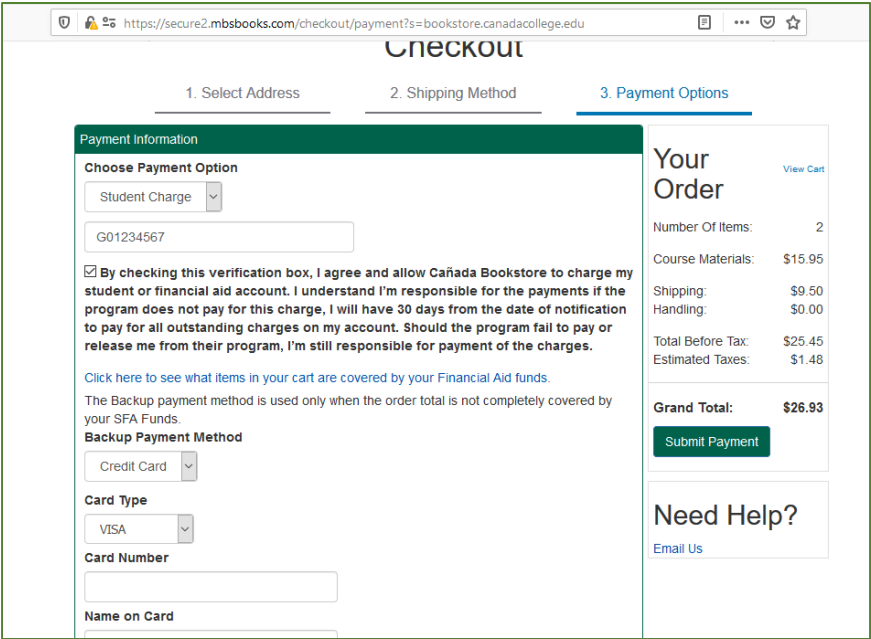 https://secure2.mbsbooks.com/checkout/payment?s=bookstore.canadacollege.edu
Checkout
1. Select Address
2. Shipping Method
3. Payment Options
Payment Information
Choose Payment Option
Student Charge
G01234567
By checking this verification box, I agree and allow Cañada Bookstore to charge my
student or financial aid account. I understand I'm responsible for the payments if the
program does not pay for this charge, I will have 30 days from the date of notification
to pay for all outstanding charges on my account. Should the program fail to pay or
release me from their program, I'm still responsible for payment of the charges.
Click here to see what items in your cart are covered by your Financial Aid funds.
The Backup payment method is used only when the order total is not completely covered by
your SFA Funds.
Backup Payment Method
Credit Card
Card Type
VISA
Card Number
Name on Card
Your
Order
View Cart
Number Of Items: 2
Course Materials: $15.95
Shipping: $9.50
Handling: $0.00
Total Before Tax: $25.45
Estimated Taxes: $1.48
Grand Total: $26.93
Submit Payment
Need Help?
Email Us